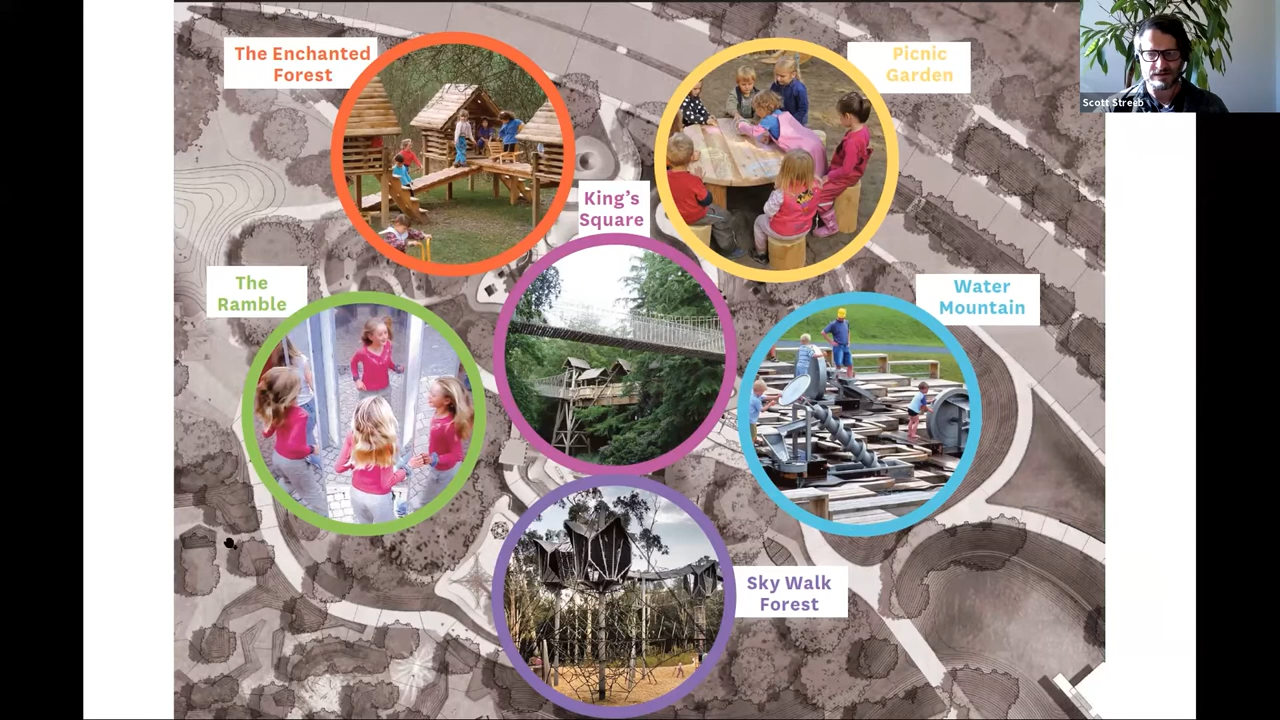 The Enchanted
Forest
Picnic
Garden
Scott Streeb
King's
Square
The
Ramble
Water
Mountain
Sky Walk
Forest